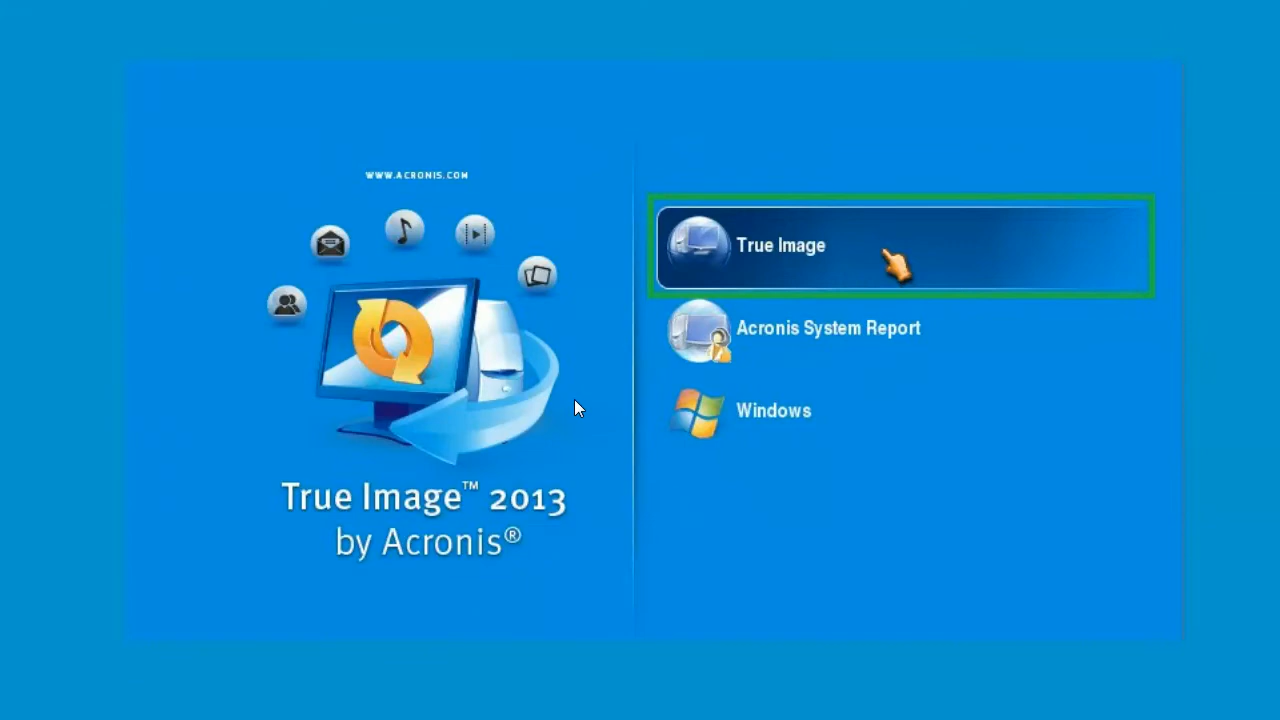 WWW.ACRONIS.COM
True Image™ 2013
by Acronis®
True Image
Acronis System Report
Windows